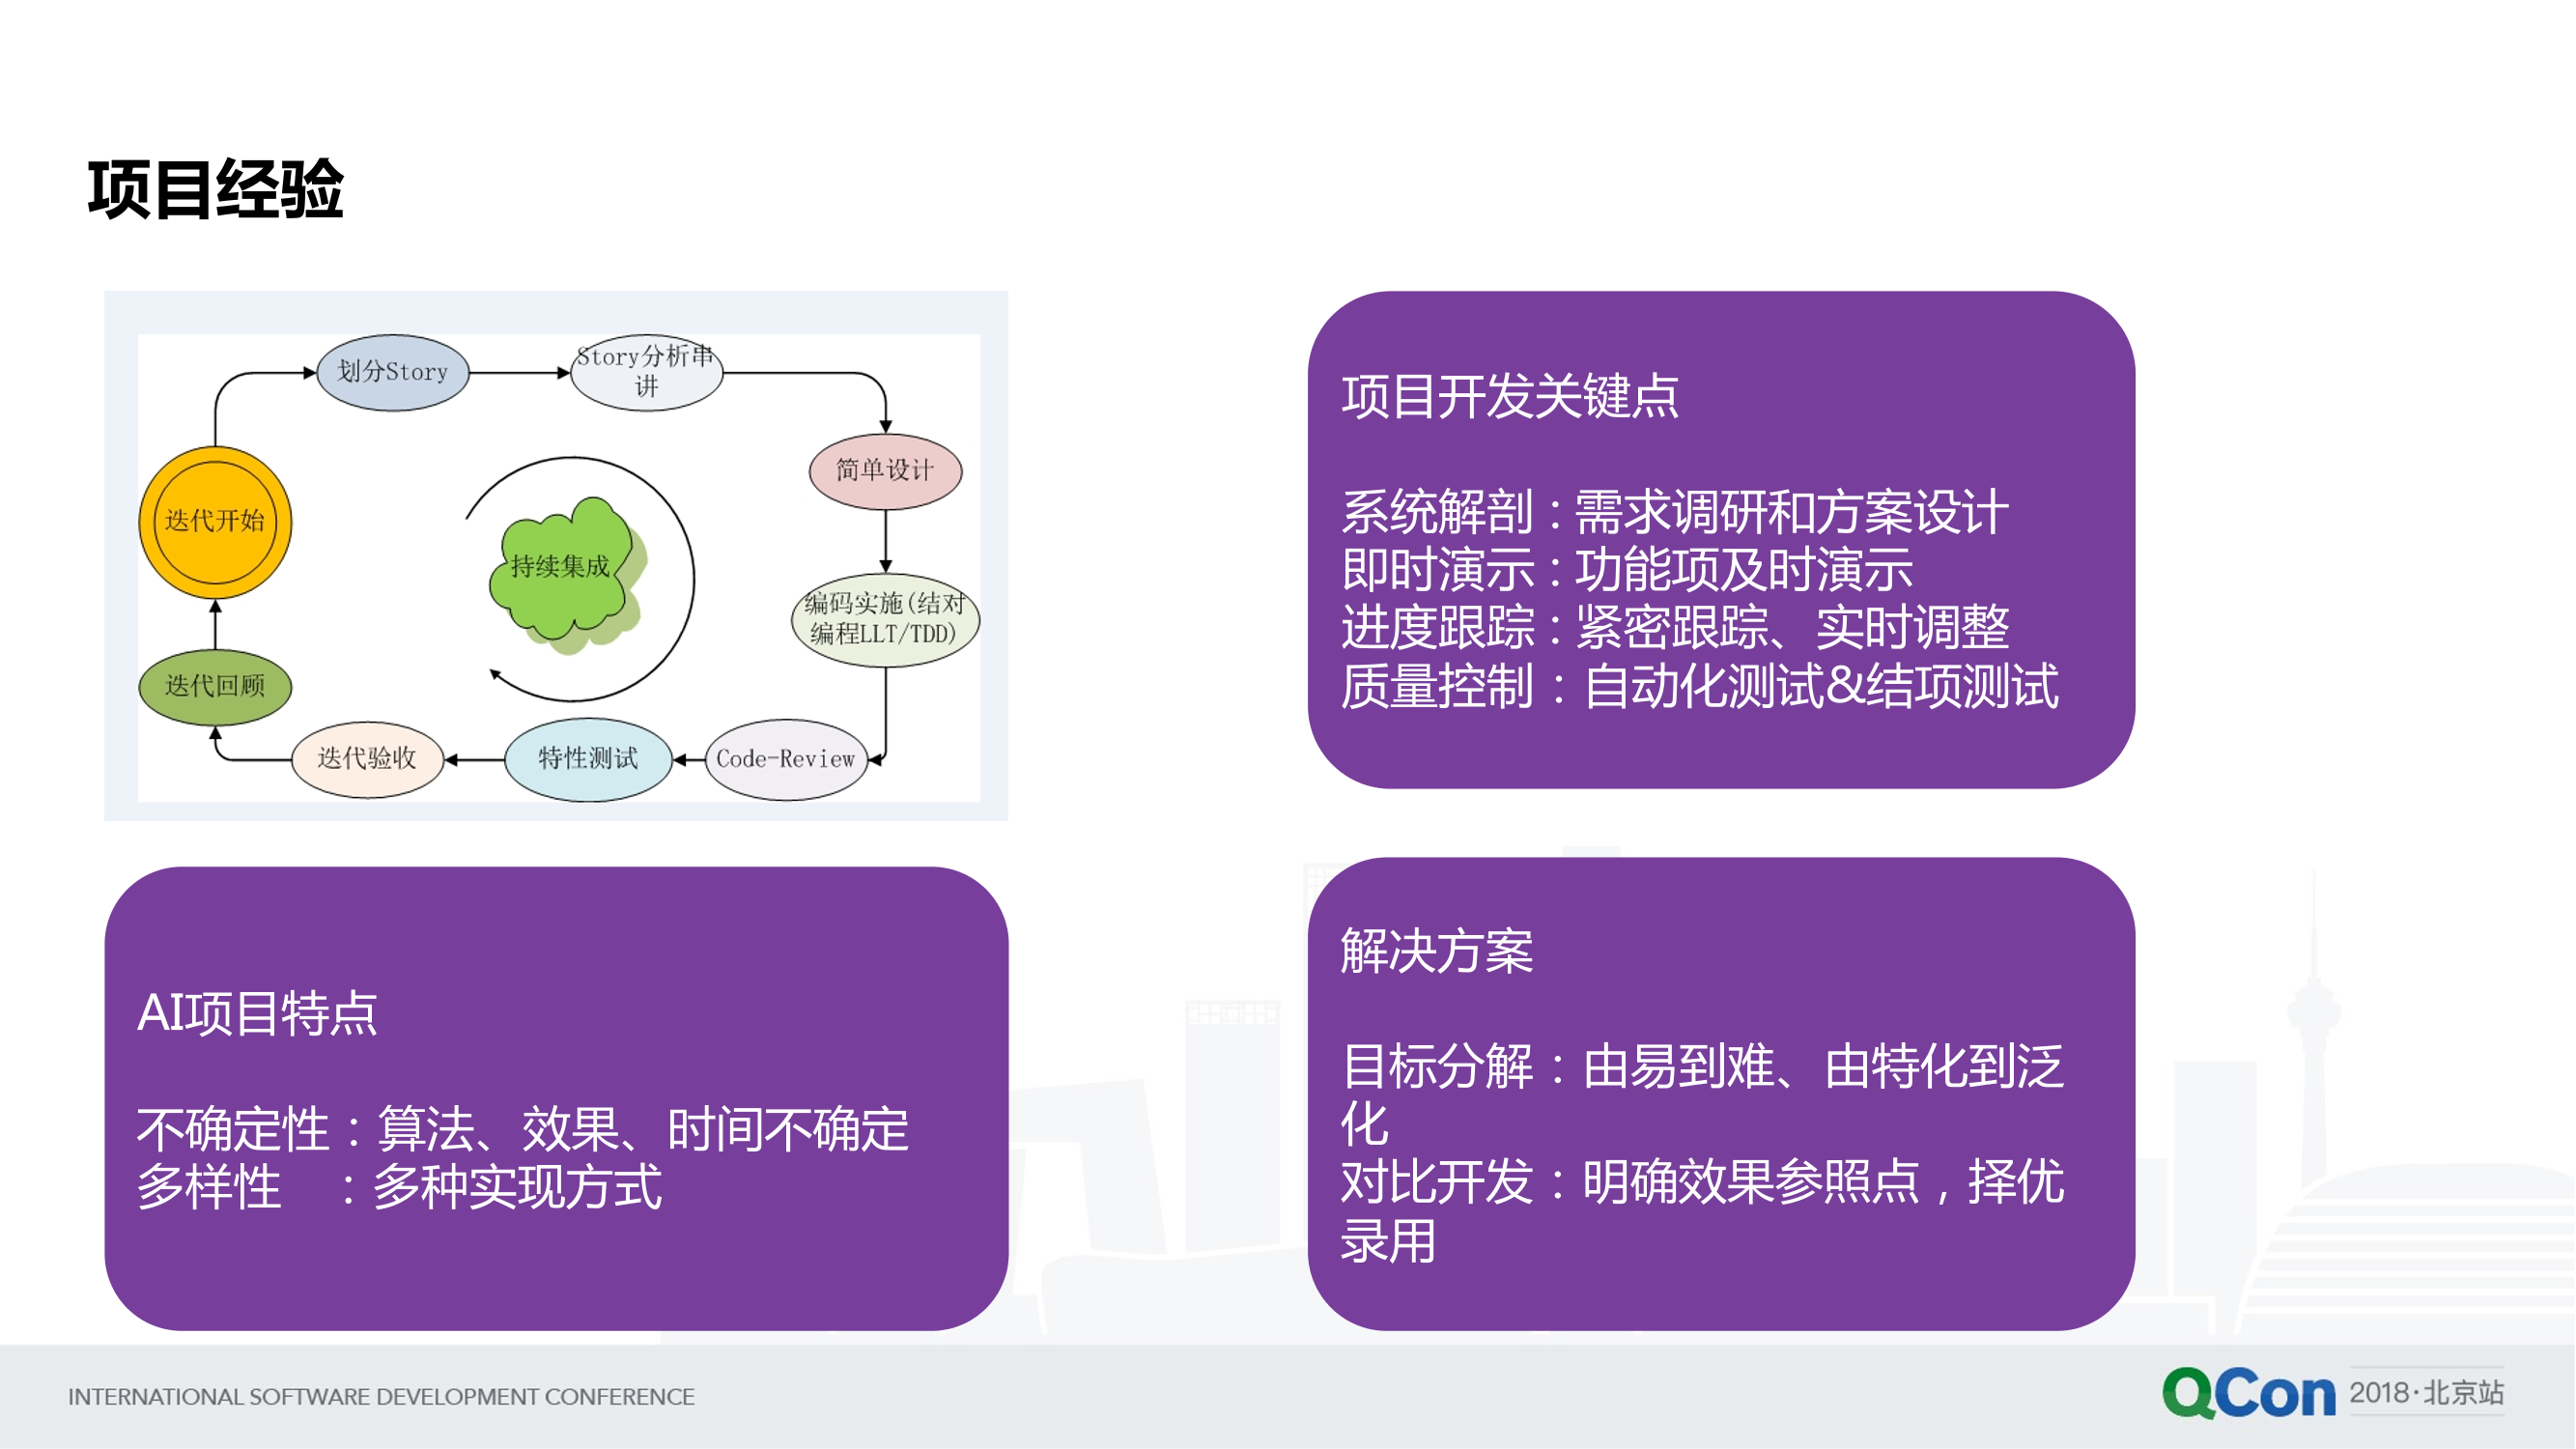 项目经验
划分Story
Story分析串
讲
简单设计
迭代开始
持续集成
编码实施(结对
编程LLT/TDD)
迭代回顾
迭代验收
特性测试
Code-Review
项目开发关键点
系统解剖：需求调研和方案设计
即时演示：功能项及时演示
进度跟踪：紧密跟踪、实时调整
质量控制：自动化测试&结项测试
AI项目特点
不确定性：算法、效果、时间不确定
多样性　：多种实现方式
解决方案
目标分解：由易到难、由特化到泛
化
对比开发：明确效果参照点，择优
录用
INTERNATIONAL SOFTWARE DEVELOPMENT CONFERENCE
QCon 2018·北京站